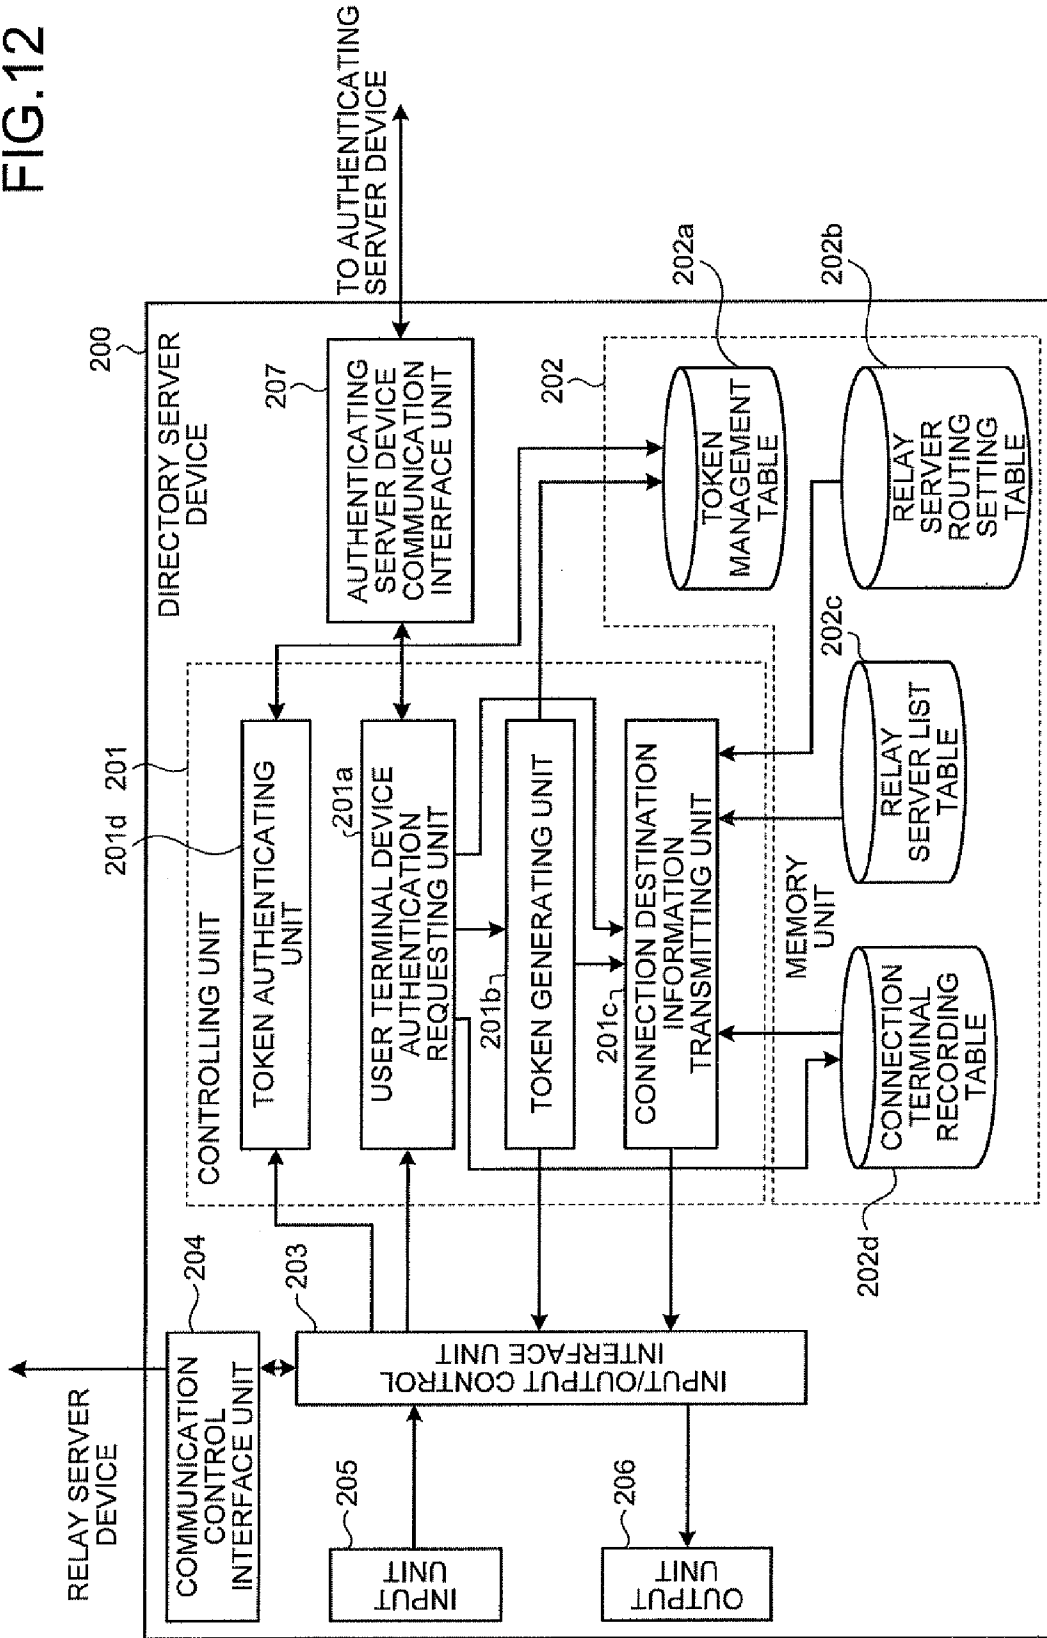 FIG.12
RELAY SERVER
DEVICE
200
DIRECTORY SERVER
DEVICE
204
COMMUNICATION
CONTROL
INTERFACE UNIT
203
INPUT/OUTPUT CONTROL
INTERFACE UNIT
205
INPUT
UNIT
206
OUTPUT
UNIT
201
CONTROLLING UNIT
201d
TOKEN AUTHENTICATING
UNIT
201a
USER TERMINAL DEVICE
AUTHENTICATION
REQUESTING UNIT
201b
TOKEN GENERATING UNIT
201c
CONNECTION DESTINATION
INFORMATION
TRANSMITTING UNIT
207
AUTHENTICATING
SERVER DEVICE
COMMUNICATION
INTERFACE UNIT
TO AUTHENTICATING
SERVER DEVICE
202
MEMORY
UNIT
202a
TOKEN
MANAGEMENT
TABLE
202d
CONNECTION
TERMINAL
RECORDING
TABLE
202c
RELAY
SERVER LIST
TABLE
202b
RELAY
SERVER
ROUTING
SETTING
TABLE